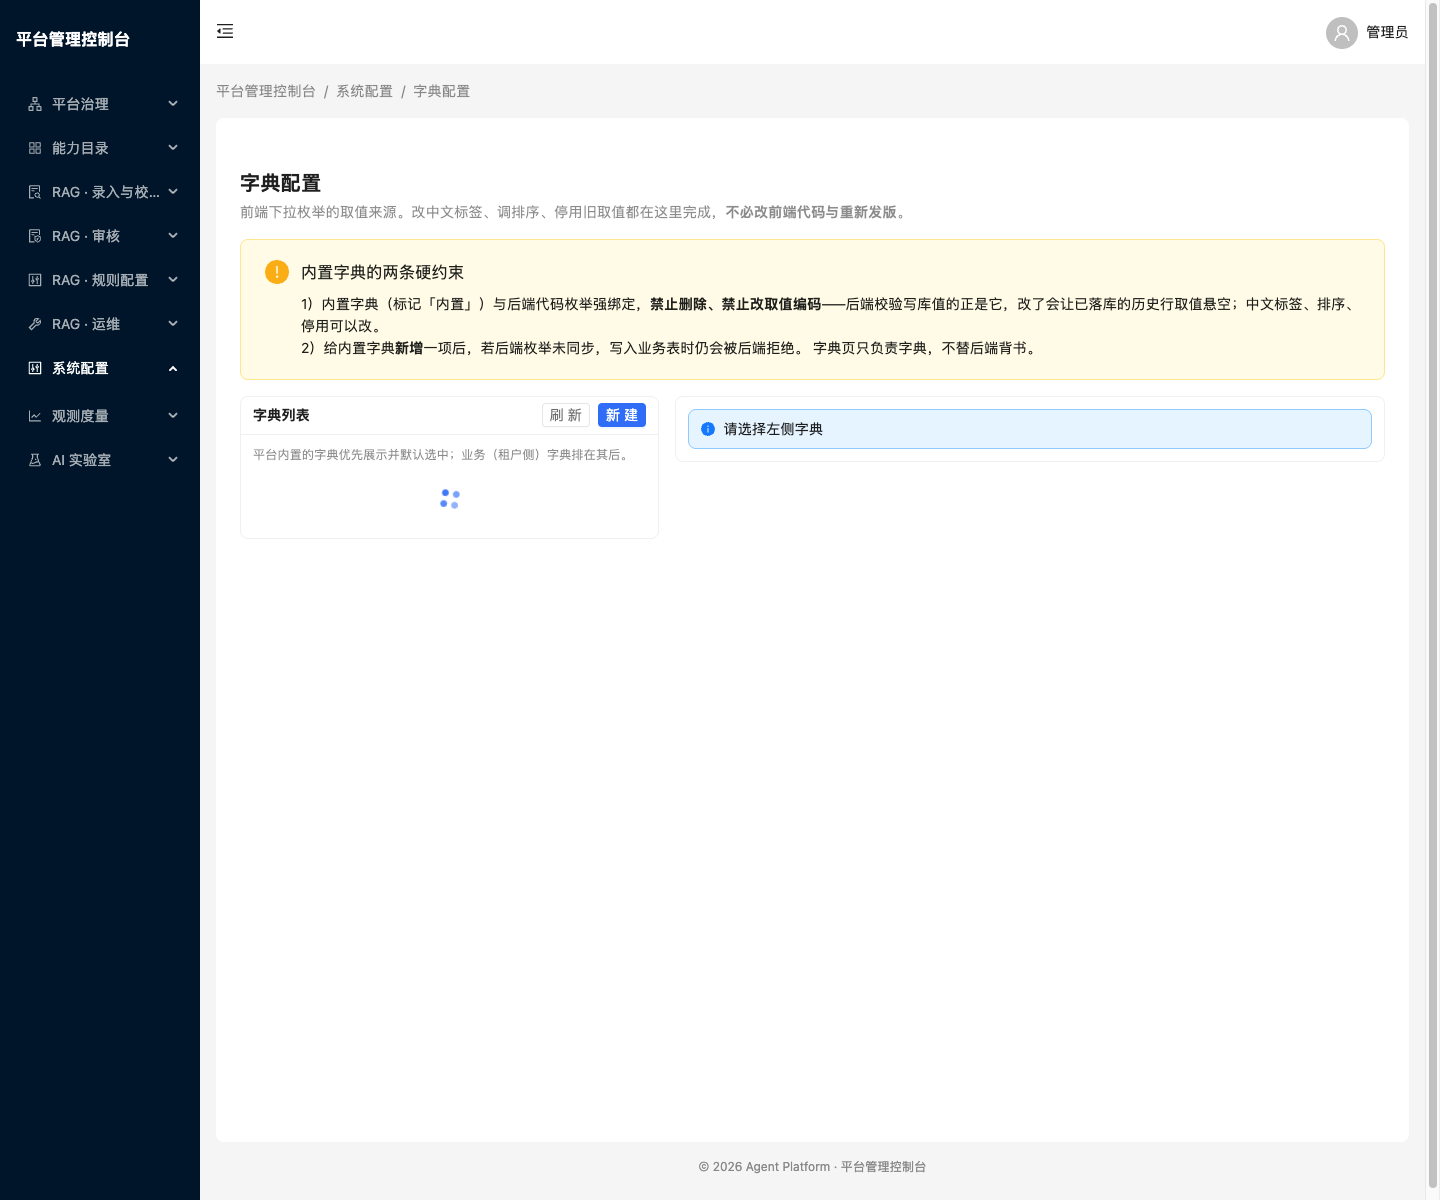 平台管理控制台
平台治理
能力目录
RAG · 录入与校...
RAG · 审核
RAG · 规则配置
RAG · 运维
系统配置
观测度量
AI 实验室
管理员
平台管理控制台 / 系统配置 / 字典配置
字典配置
前端下拉枚举的取值来源。改中文标签、调排序、停用旧取值都在这里完成，不必改前端代码与重新发版。
内置字典的两条硬约束
1）内置字典（标记「内置」）与后端代码枚举强绑定，禁止删除、禁止改取值编码——后端校验写库值的正是它，改了会让已落库的历史行取值悬空；中文标签、排序、
停用可以改。
2）给内置字典新增一项后，若后端枚举未同步，写入业务表时仍会被后端拒绝。 字典页只负责字典，不替后端背书。
字典列表
刷 新
新 建
平台内置的字典优先展示并默认选中；业务（租户侧）字典排在其后。
请选择左侧字典
© 2026 Agent Platform · 平台管理控制台